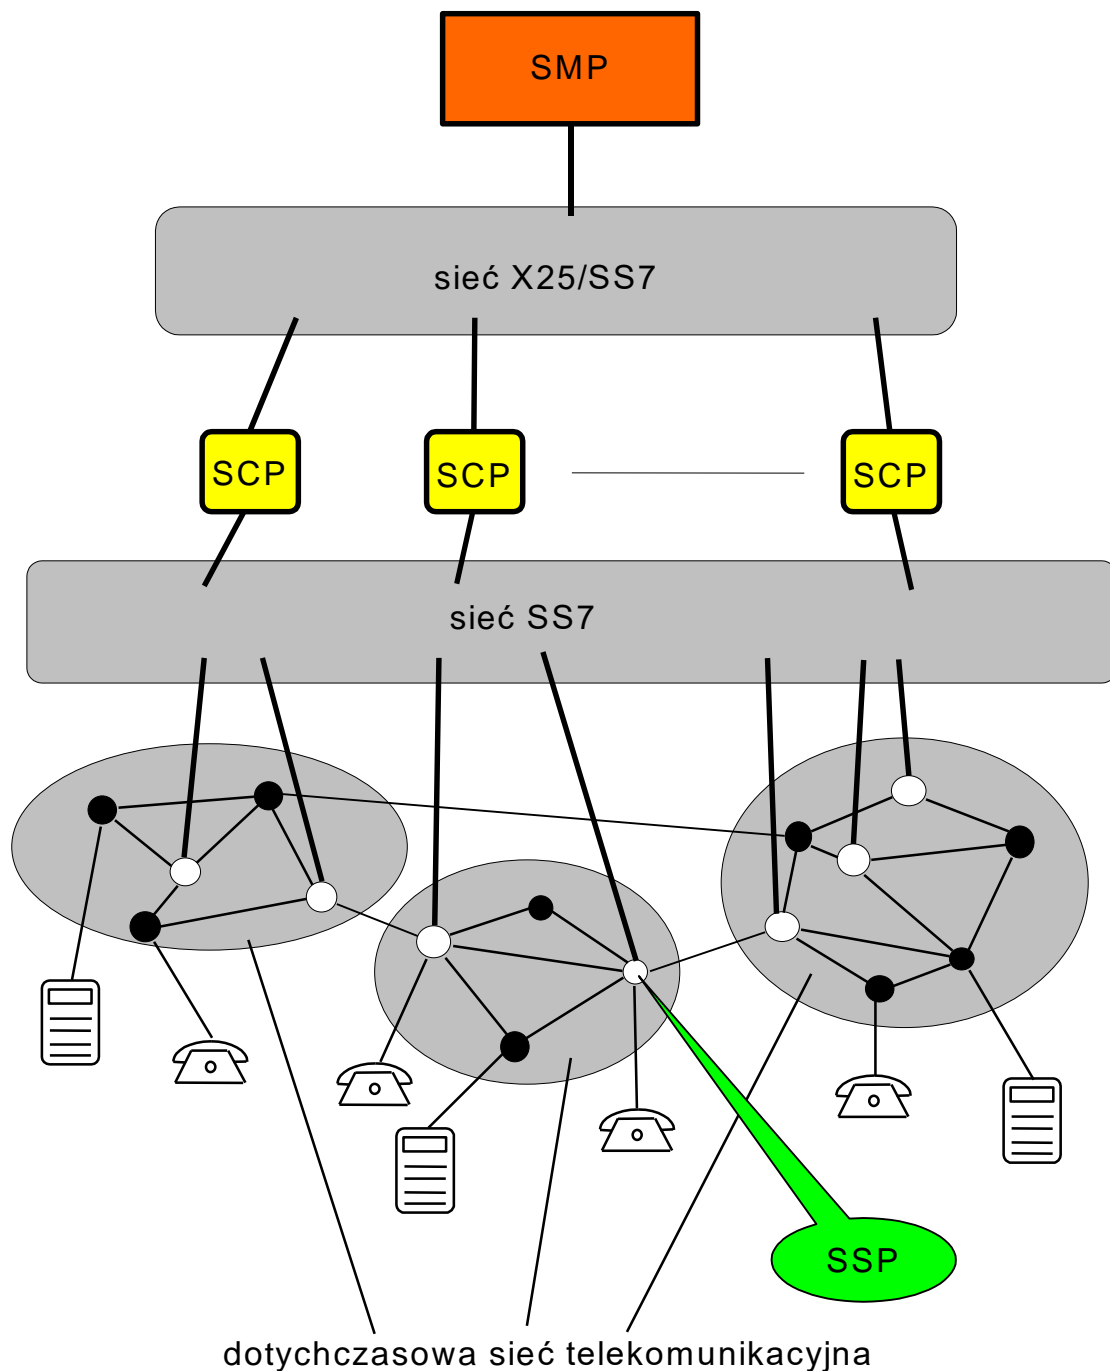 SMP
sieć X25/SS7
SCP
SCP
SCP
sieć SS7
SSP
dotychczasowa sieć telekomunikacyjna